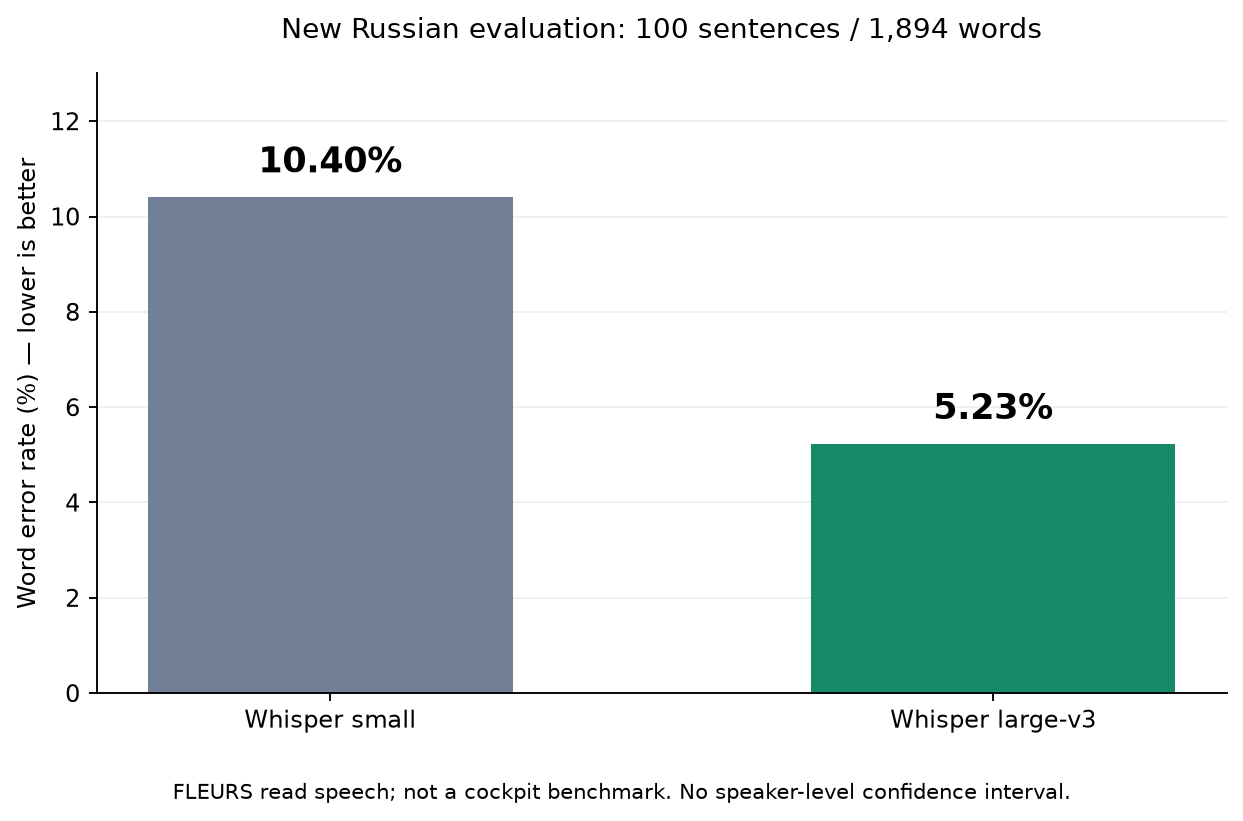 New Russian evaluation: 100 sentences / 1,894 words
Word error rate (%) — lower is better
12
10
8
6
4
2
0
10.40%
5.23%
Whisper small
Whisper large-v3
FLEURS read speech; not a cockpit benchmark. No speaker-level confidence interval.